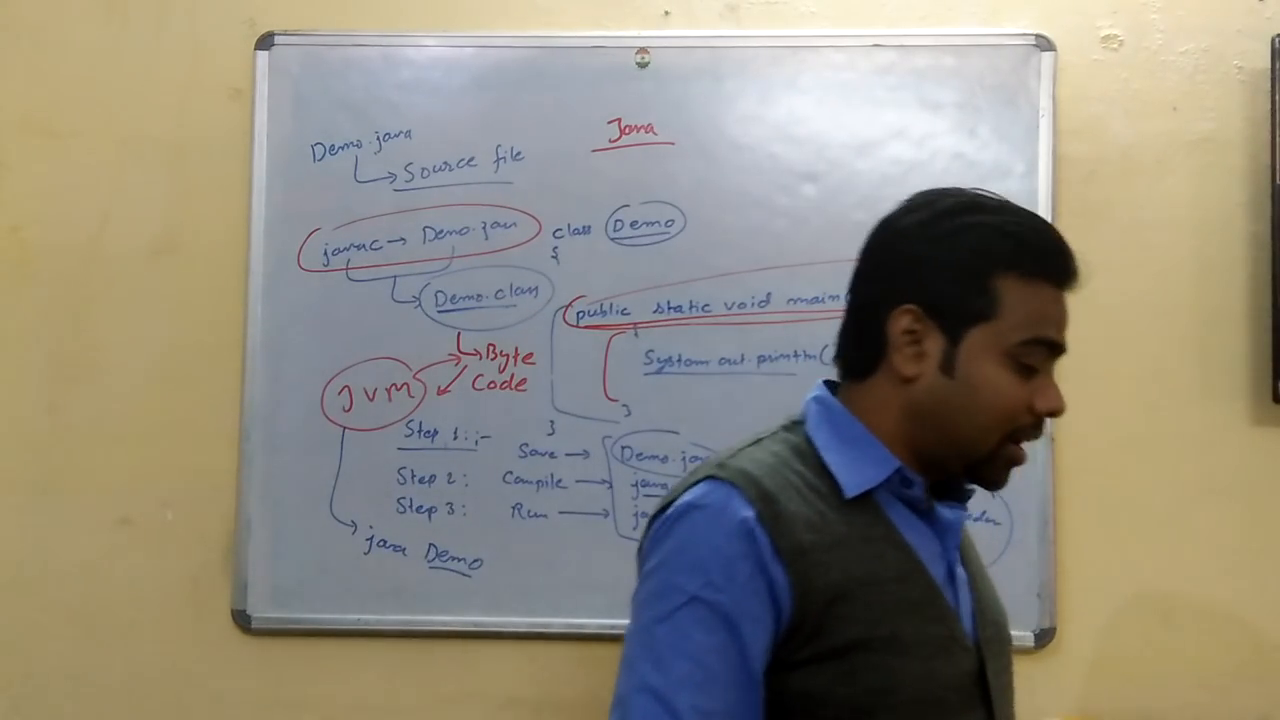 Java
Demo.java
Source file
javac → Demo.java
Demo.class
Byte
Code
JVM
java Demo
class Demo
{
public static void main(
System.out.println(
}
}
Step 1:;-
Save → Demo.java
Step 2: Compile →
Step 3: Run →